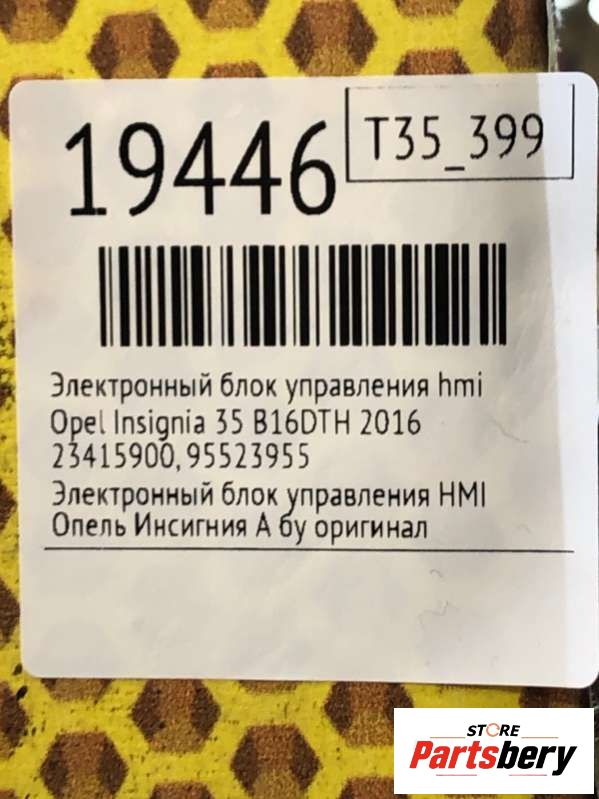 19446
T35_399
Электронный блок управления hmi
Opel Insignia 35 B16DTH 2016
23415900, 95523955
Электронный блок управления HMI
Опель Инсигния А бу оригинал
STORE
Partsbery